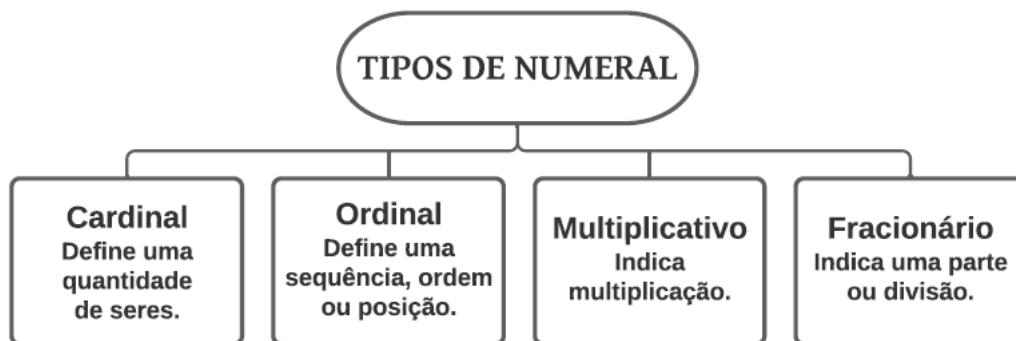 TIPOS DE NUMERAL
Cardinal
Define uma
quantidade
de seres.
Ordinal
Define uma
sequência, ordem
ou posição.
Multiplicativo
Indica
multiplicação.
Fracionário
Indica uma parte
ou divisão.